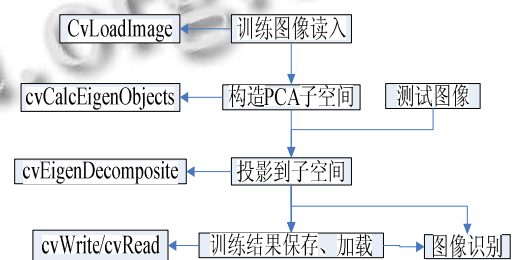 CvLoadImage
训练图像读入
cvCalcEigenObjects
构造PCA子空间
测试图像
cvEigenDecomposite
投影到子空间
cvWrite/cvRead
训练结果保存、加载
图像识别